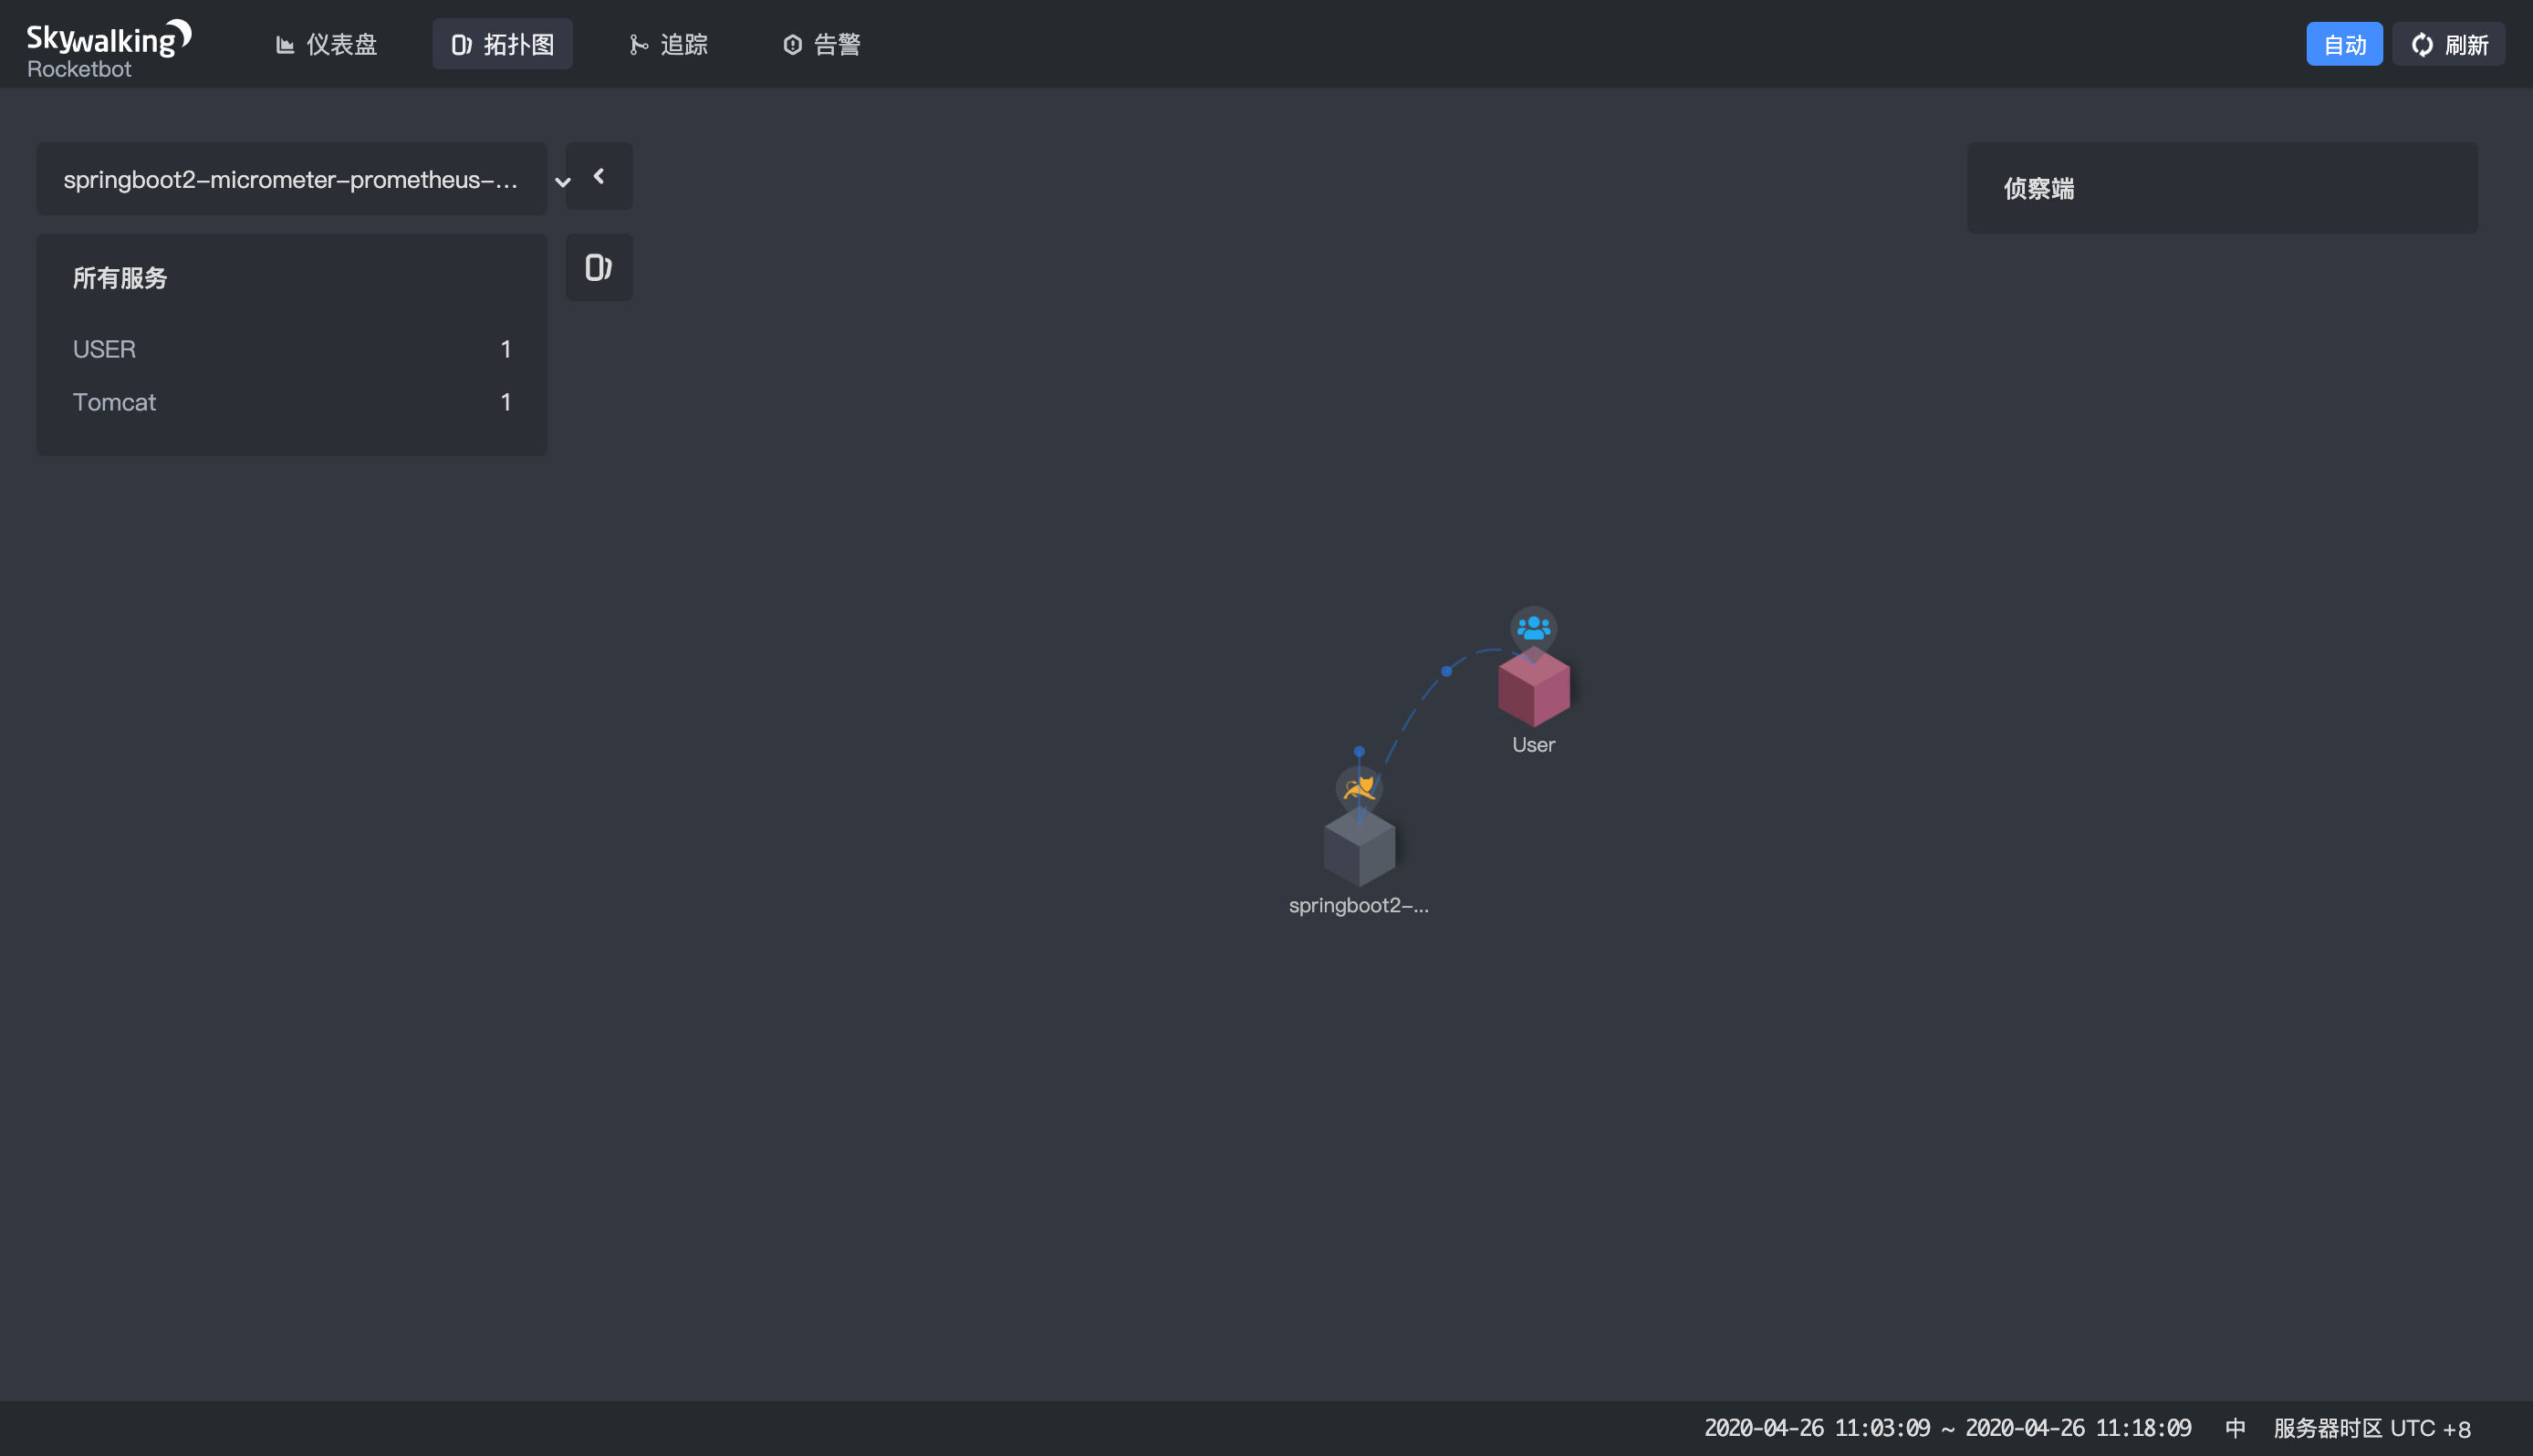 Skywalking
Rocketbot
仪表盘
拓扑图
追踪
告警
自动
刷新
springboot2-micrometer-prometheus-...
侦察端
所有服务
USER 1
Tomcat 1
User
springboot2-...
2020-04-26 11:03:09 ~ 2020-04-26 11:18:09 中 服务器时区 UTC +8